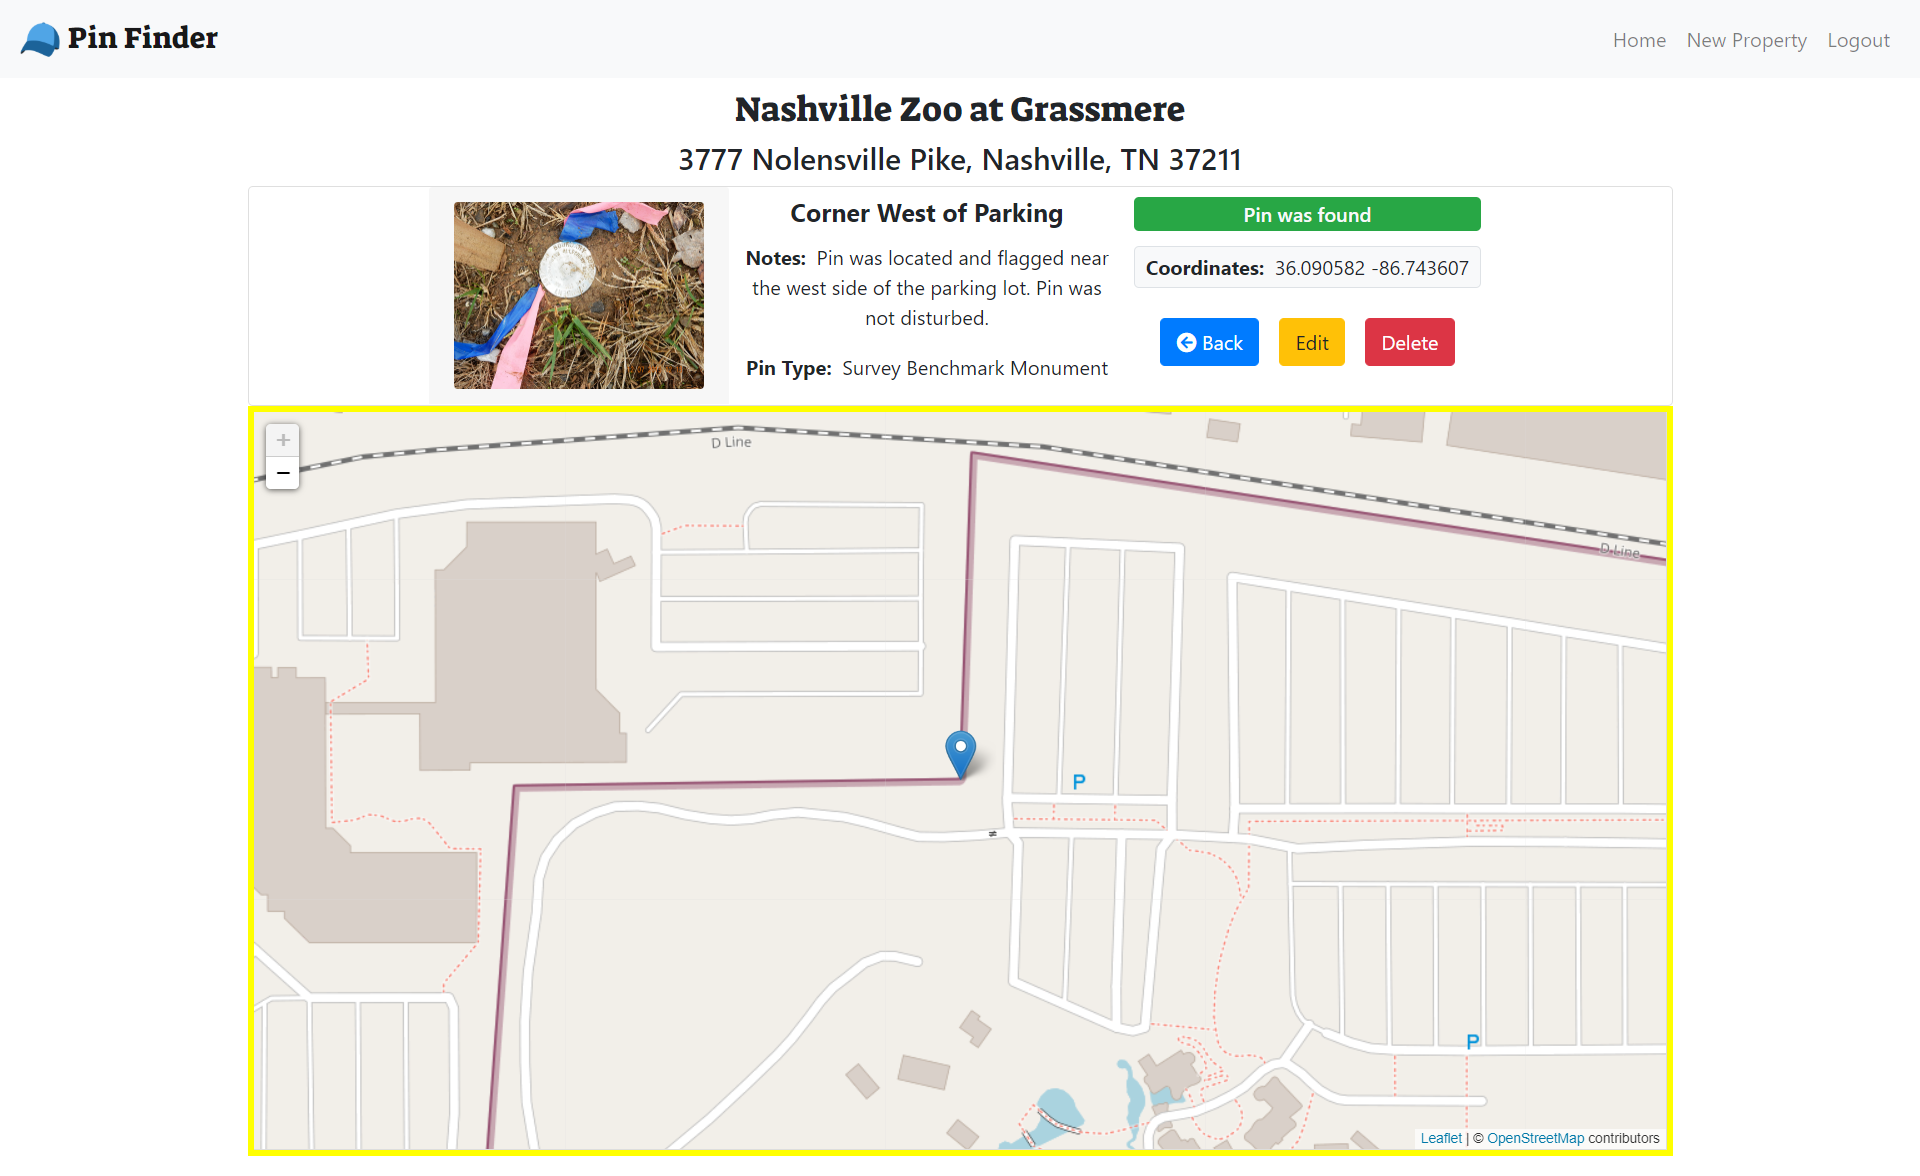 Pin Finder
Home New Property Logout
Nashville Zoo at Grassmere
3777 Nolensville Pike, Nashville, TN 37211
Corner West of Parking
Notes: Pin was located and flagged near
the west side of the parking lot. Pin was
not disturbed.
Pin Type: Survey Benchmark Monument
Pin was found
Coordinates: 36.090582 -86.743607
Back Edit Delete
+
−
D Line
D Line
P
P
Leaflet | © OpenStreetMap contributors